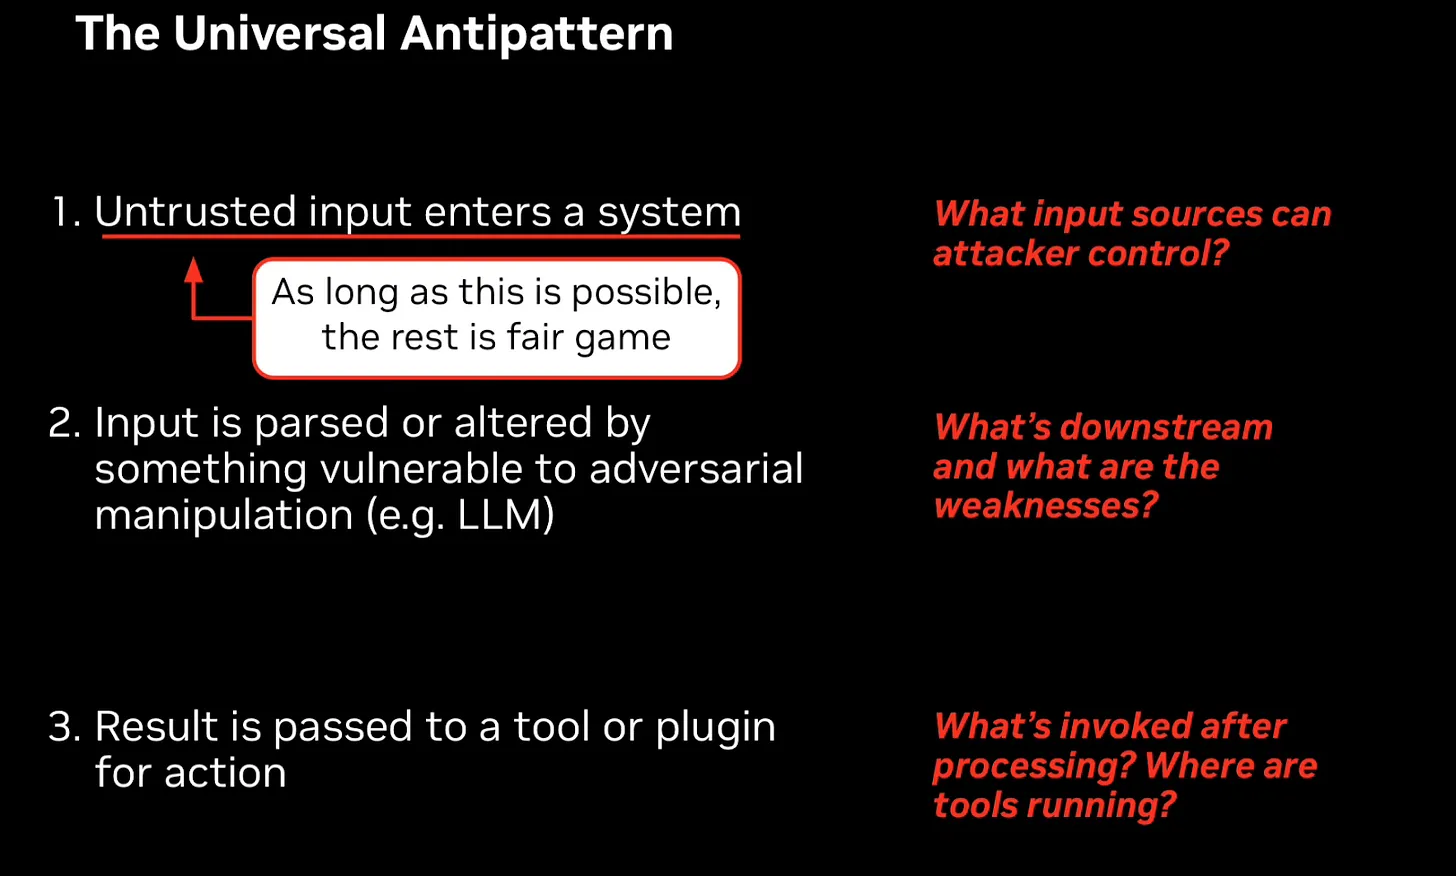 The Universal Antipattern
1. Untrusted input enters a system
What input sources can
attacker control?
As long as this is possible,
the rest is fair game
2. Input is parsed or altered by
something vulnerable to adversarial
manipulation (e.g. LLM)
What’s downstream
and what are the
weaknesses?
3. Result is passed to a tool or plugin
for action
What’s invoked after
processing? Where are
tools running?